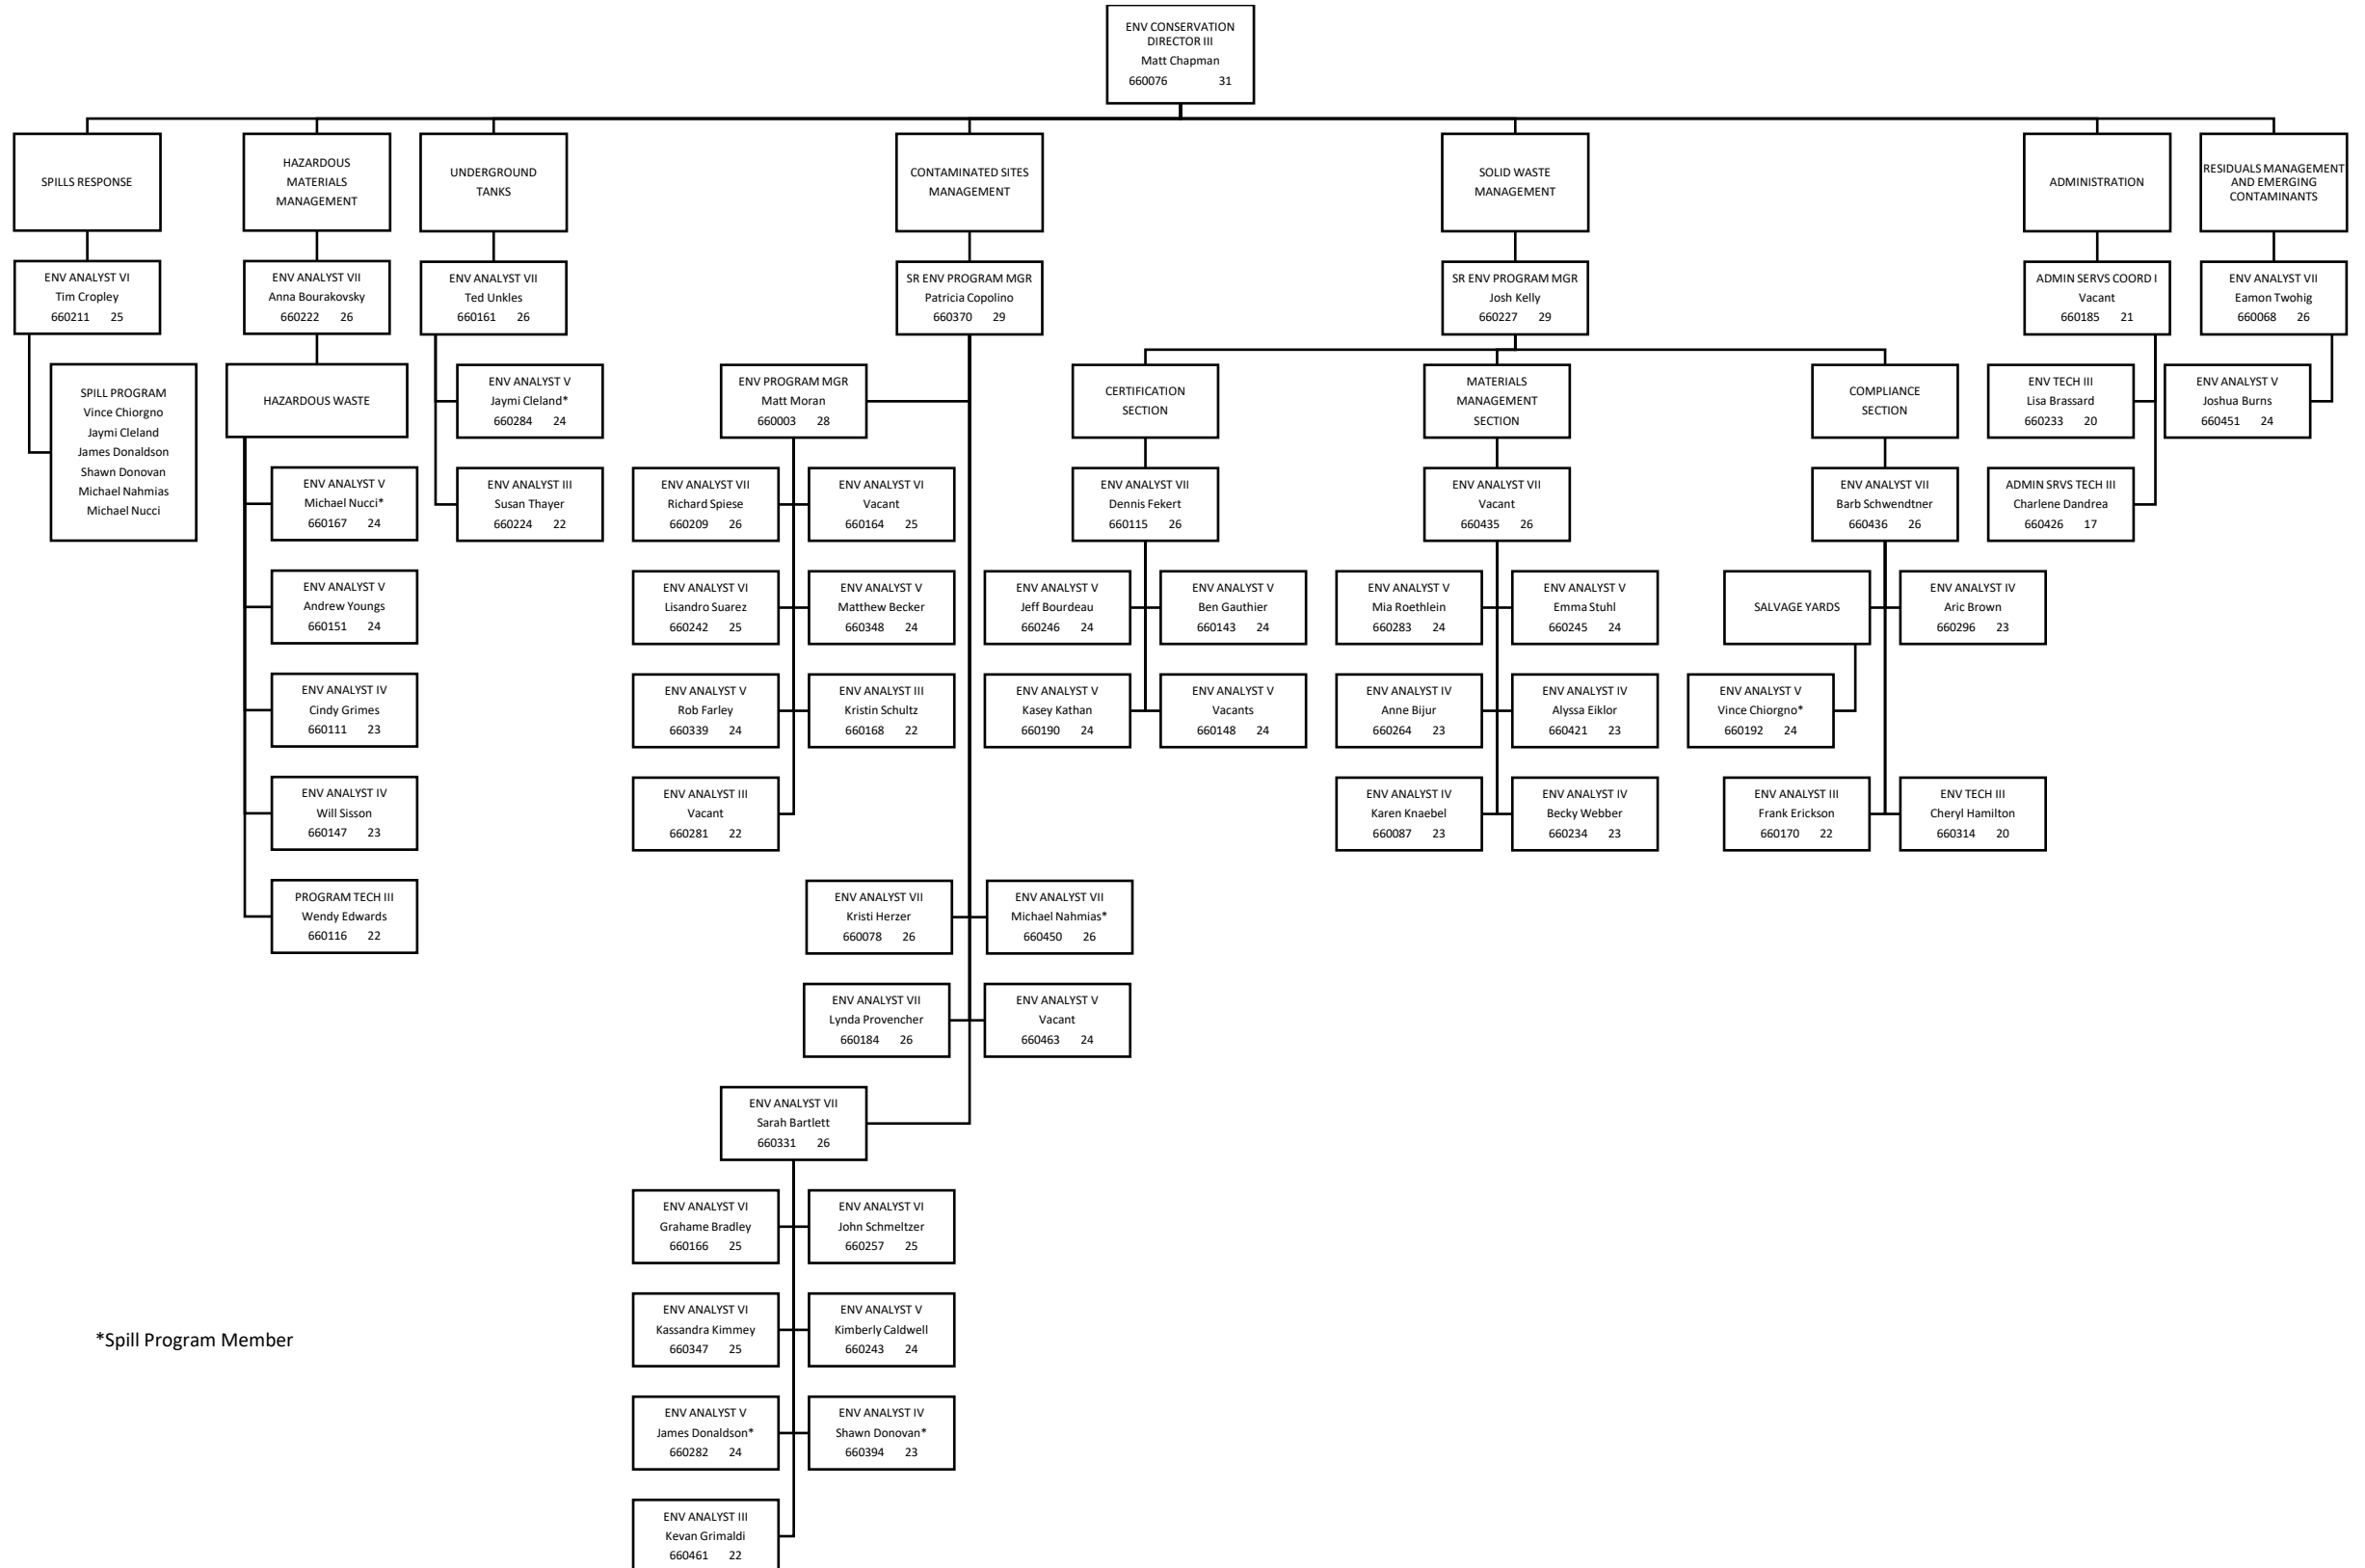 ENV CONSERVATION
DIRECTOR III
Matt Chapman
660076 31
SPILLS RESPONSE
HAZARDOUS
MATERIALS
MANAGEMENT
UNDERGROUND
TANKS
CONTAMINATED SITES
MANAGEMENT
SOLID WASTE
MANAGEMENT
ADMINISTRATION
RESIDUALS MANAGEMENT
AND EMERGING
CONTAMINANTS
ENV ANALYST VI
Tim Cropley
660211 25
ENV ANALYST VII
Anna Bourakovsky
660222 26
ENV ANALYST VII
Ted Unkles
660161 26
SR ENV PROGRAM MGR
Patricia Copolino
660370 29
SR ENV PROGRAM MGR
Josh Kelly
660227 29
ADMIN SERVS COORD I
Vacant
660185 21
ENV ANALYST VII
Eamon Twohig
660068 26
SPILL PROGRAM
Vince Chiorgno
Jaymi Cleland
James Donaldson
Shawn Donovan
Michael Nahmias
Michael Nucci
HAZARDOUS WASTE
ENV ANALYST V
Jaymi Cleland*
660284 24
ENV PROGRAM MGR
Matt Moran
660003 28
CERTIFICATION
SECTION
MATERIALS
MANAGEMENT
SECTION
COMPLIANCE
SECTION
ENV TECH III
Lisa Brassard
660233 20
ENV ANALYST V
Joshua Burns
660451 24
ENV ANALYST V
Michael Nucci*
660167 24
ENV ANALYST III
Susan Thayer
660224 22
ENV ANALYST VII
Richard Spiese
660209 26
ENV ANALYST VI
Vacant
660164 25
ENV ANALYST VII
Dennis Fekert
660115 26
ENV ANALYST VII
Vacant
660435 26
ENV ANALYST VII
Barb Schwendtner
660436 26
ADMIN SRVS TECH III
Charlene Dandrea
660426 17
ENV ANALYST V
Andrew Youngs
660151 24
ENV ANALYST VI
Lisandro Suarez
660242 25
ENV ANALYST V
Matthew Becker
660348 24
ENV ANALYST V
Jeff Bourdeau
660246 24
ENV ANALYST V
Ben Gauthier
660143 24
ENV ANALYST V
Mia Roethlein
660283 24
ENV ANALYST V
Emma Stuhl
660245 24
SALVAGE YARDS
ENV ANALYST IV
Aric Brown
660296 23
ENV ANALYST IV
Cindy Grimes
660111 23
ENV ANALYST V
Rob Farley
660339 24
ENV ANALYST III
Kristin Schultz
660168 22
ENV ANALYST V
Kasey Kathan
660190 24
ENV ANALYST V
Vacants
660148 24
ENV ANALYST IV
Anne Bijur
660264 23
ENV ANALYST IV
Alyssa Eiklor
660421 23
ENV ANALYST V
Vince Chiorgno*
660192 24
ENV ANALYST IV
Will Sisson
660147 23
ENV ANALYST III
Vacant
660281 22
ENV ANALYST IV
Karen Knaebel
660087 23
ENV ANALYST IV
Becky Webber
660234 23
ENV ANALYST III
Frank Erickson
660170 22
ENV TECH III
Cheryl Hamilton
660314 20
PROGRAM TECH III
Wendy Edwards
660116 22
ENV ANALYST VII
Kristi Herzer
660078 26
ENV ANALYST VII
Michael Nahmias*
660450 26
ENV ANALYST VII
Lynda Provencher
660184 26
ENV ANALYST V
Vacant
660463 24
ENV ANALYST VII
Sarah Bartlett
660331 26
ENV ANALYST VI
Grahame Bradley
660166 25
ENV ANALYST VI
John Schmeltzer
660257 25
ENV ANALYST VI
Kassandra Kimmey
660347 25
ENV ANALYST V
Kimberly Caldwell
660243 24
*Spill Program Member
ENV ANALYST V
James Donaldson*
660282 24
ENV ANALYST IV
Shawn Donovan*
660394 23
ENV ANALYST III
Kevan Grimaldi
660461 22